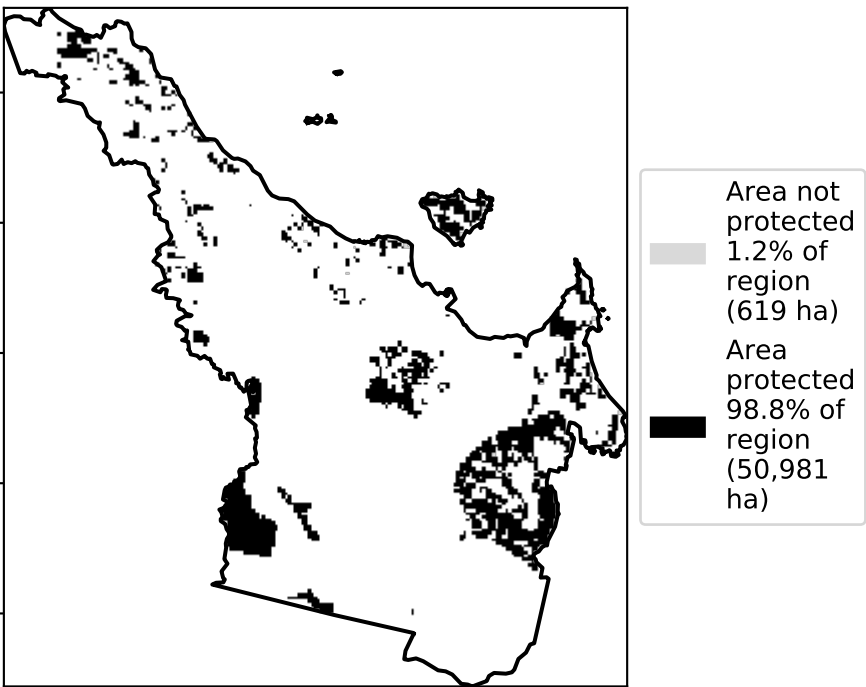 Area not
protected
1.2% of
region
(619 ha)
Area
protected
98.8% of
region
(50,981
ha)